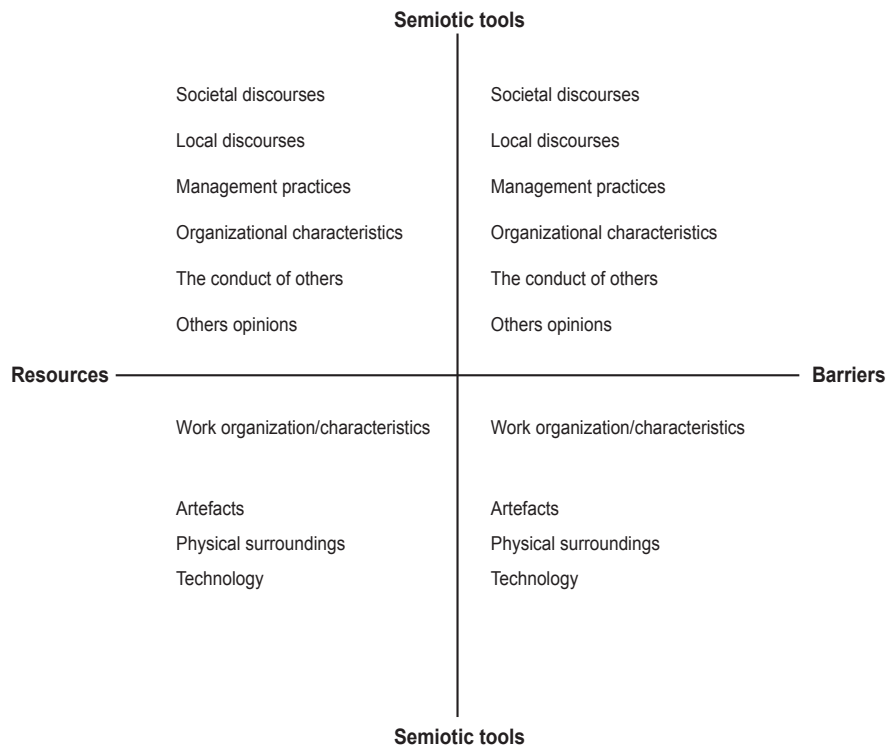 Semiotic tools
Societal discourses Societal discourses
Local discourses Local discourses
Management practices Management practices
Organizational characteristics Organizational characteristics
The conduct of others The conduct of others
Others opinions Others opinions
Resources Barriers
Work organization/characteristics Work organization/characteristics
Artefacts Artefacts
Physical surroundings Physical surroundings
Technology Technology
Semiotic tools